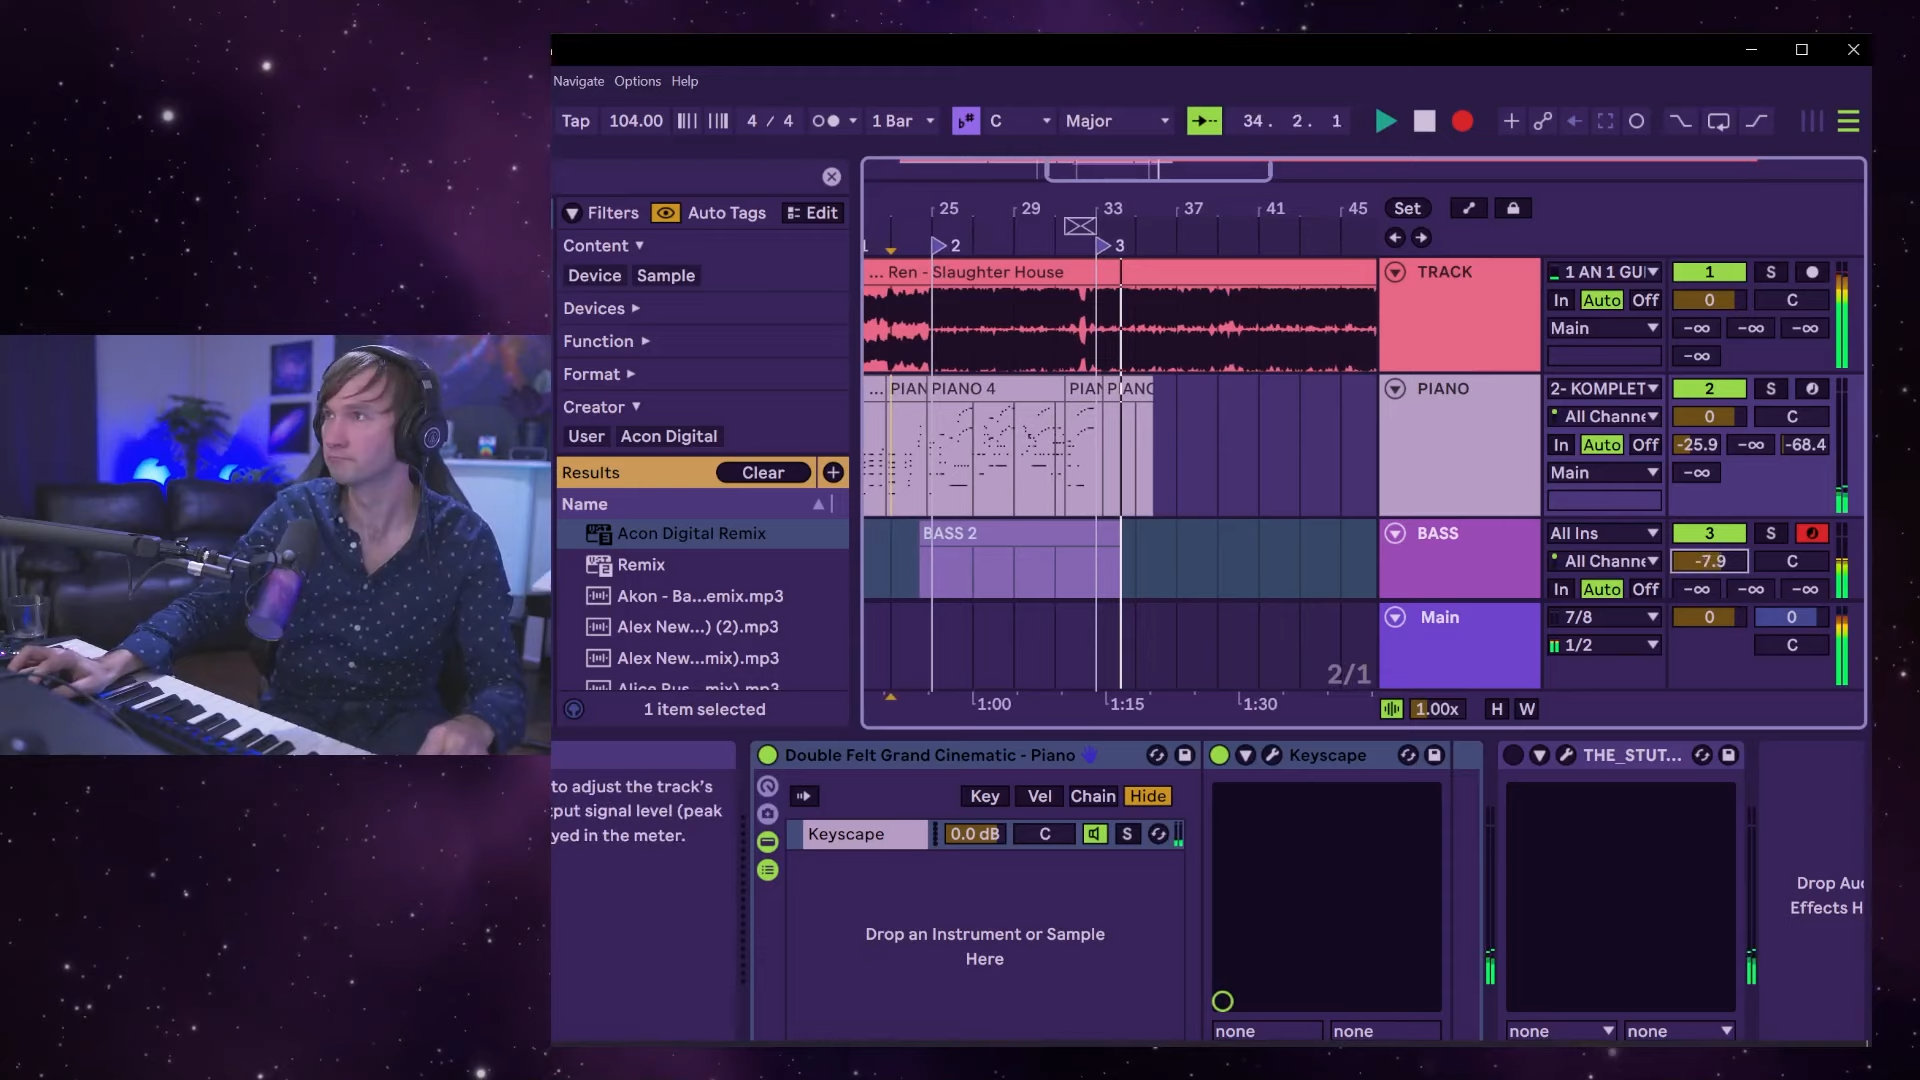 Navigate Options Help
Tap 104.00 4 / 4 1 Bar C Major 34. 2. 1
Filters Auto Tags Edit
Content
Device Sample
Devices
Function
Format
Creator
User Acon Digital
Results Clear
Name
Acon Digital Remix
Remix
Akon - Ba...emix.mp3
Alex New...) (2).mp3
Alex New...mix).mp3
1 item selected
25 29 33 37 41 45 Set
2 3
... Ren - Slaughter House
PIAN PIANO 4 PIAN PIANO
BASS 2
2/1
1:00 1:15 1:30
TRACK 1 AN 1 GUI 1 S
In Auto Off 0 C
Main -∞ -∞ -∞
-∞
PIANO 2- KOMPLET 2 S
All Channe 0 C
In Auto Off -25.9 -∞ -68.4
Main -∞
BASS All Ins 3 S
All Channe -7.9 C
In Auto Off -∞ -∞ -∞
Main 7/8 0 0
1/2 C
1.00x H W
to adjust the track's
put signal level (peak
yed in the meter.
Double Felt Grand Cinematic - Piano
Key Vel Chain Hide
Keyscape 0.0 dB C S
Drop an Instrument or Sample
Here
Keyscape
none none
THE_STUT...
none none
Drop Auc
Effects H